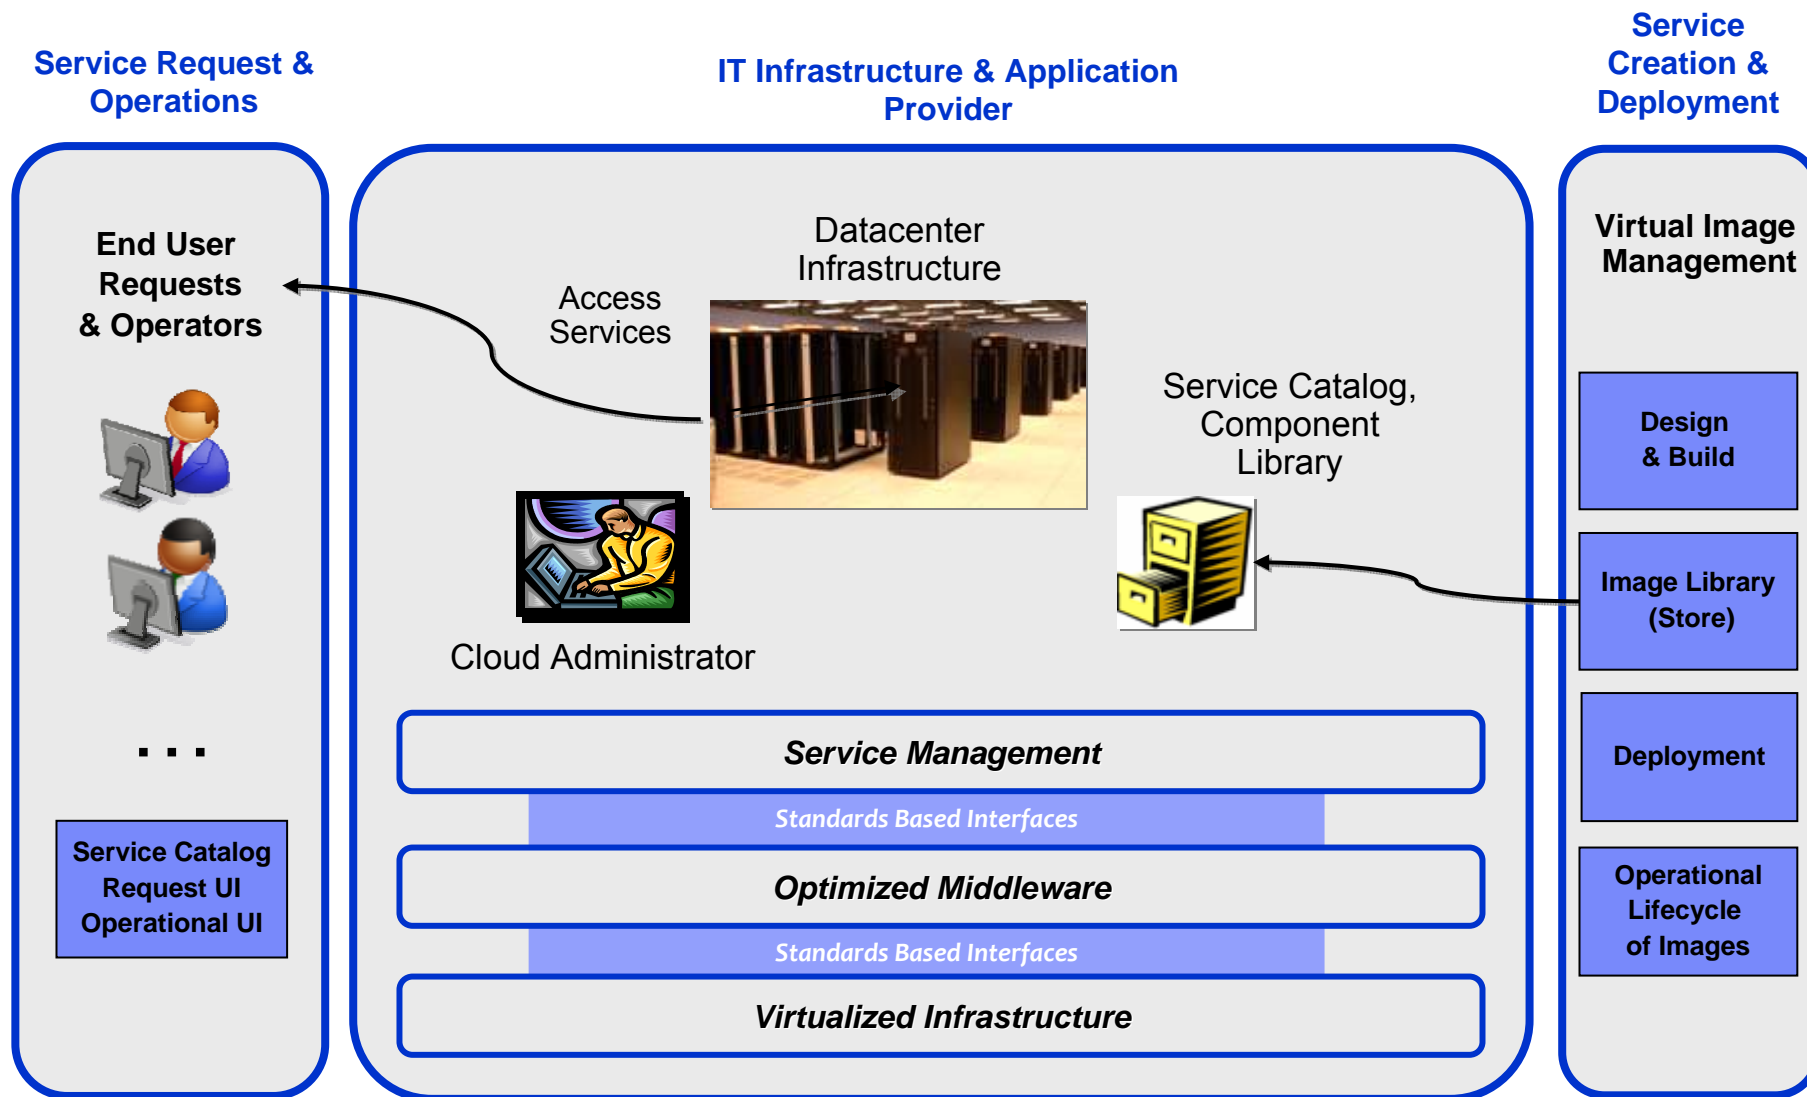 Service Request &
Operations
End User
Requests
& Operators
. . .
Service Catalog
Request UI
Operational UI
IT Infrastructure & Application
Provider
Datacenter
Infrastructure
Access
Services
Service Catalog,
Component
Library
Cloud Administrator
Service Management
Standards Based Interfaces
Optimized Middleware
Standards Based Interfaces
Virtualized Infrastructure
Service
Creation &
Deployment
Virtual Image
Management
Design
& Build
Image Library
(Store)
Deployment
Operational
Lifecycle
of Images